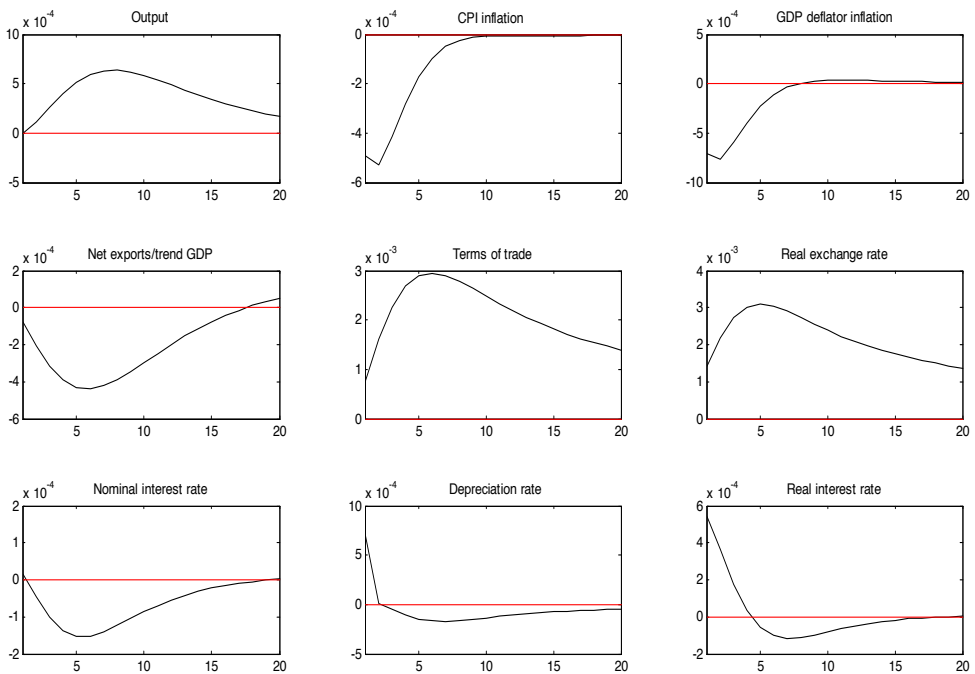 Output
x 10-4
10
5
0
-5
5 10 15 20
CPI inflation
x 10-4
0
-2
-4
-6
5 10 15 20
GDP deflator inflation
x 10-4
5
0
-5
-10
5 10 15 20
Net exports/trend GDP
x 10-4
2
0
-2
-4
-6
5 10 15 20
Terms of trade
x 10-3
3
2
1
0
5 10 15 20
Real exchange rate
x 10-3
4
3
2
1
0
5 10 15 20
Nominal interest rate
x 10-4
2
1
0
-1
-2
5 10 15 20
Depreciation rate
x 10-4
10
5
0
-5
5 10 15 20
Real interest rate
x 10-4
6
4
2
0
-2
5 10 15 20